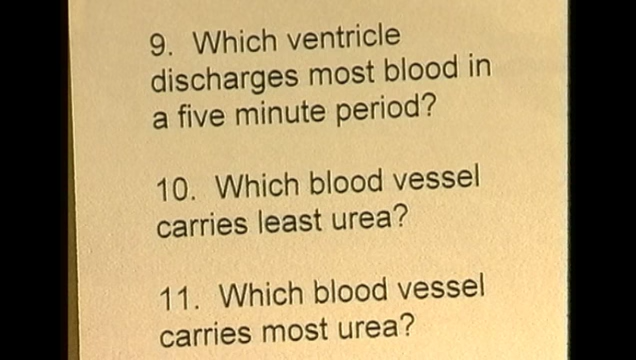 9. Which ventricle
discharges most blood in
a five minute period?
10. Which blood vessel
carries least urea?
11. Which blood vessel
carries most urea?